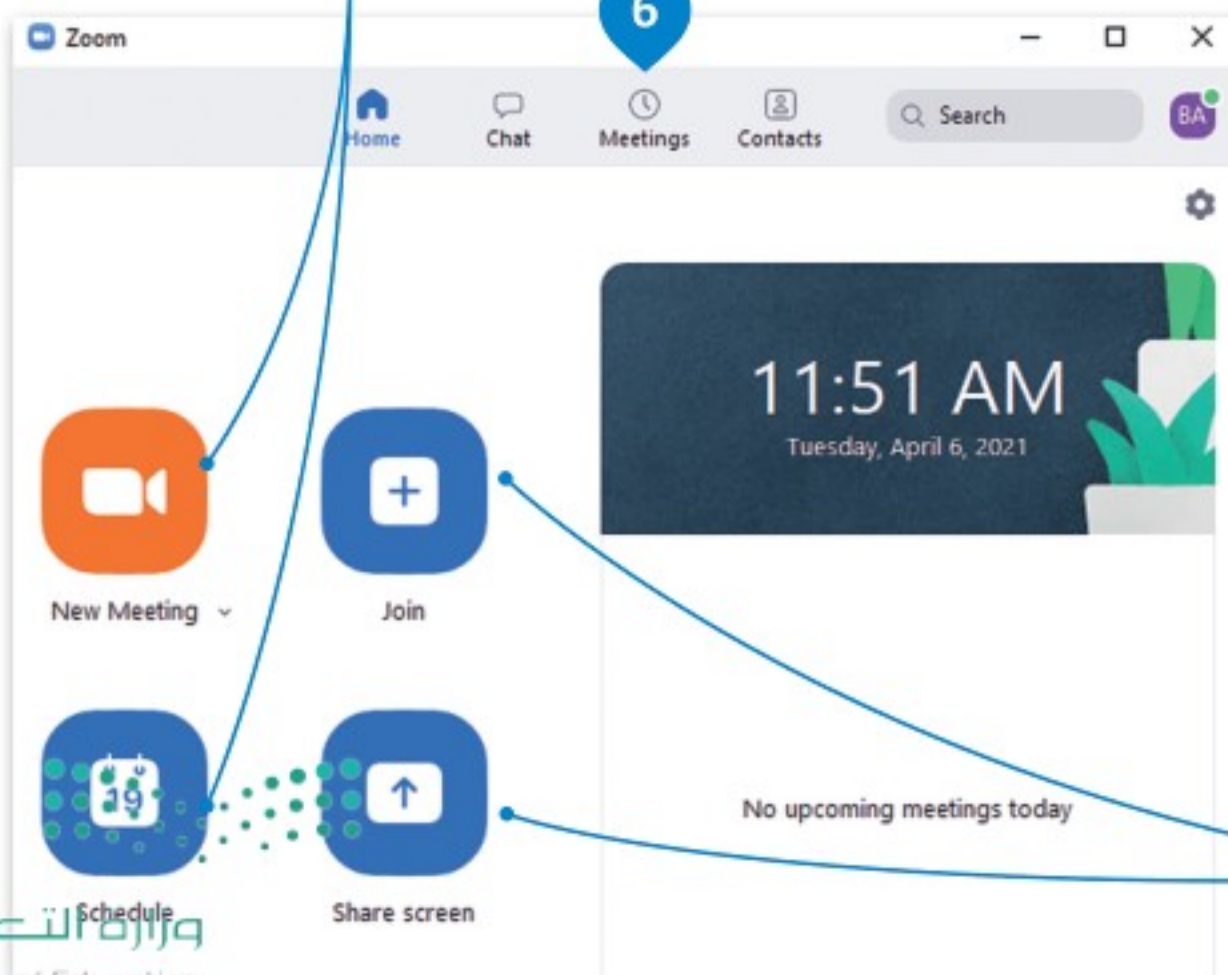 6
Zoom
Home
Chat
Meetings
Contacts
Search
BA
11:51 AM
Tuesday, April 6, 2021
New Meeting
Join
19
No upcoming meetings today
Schedule
Share screen